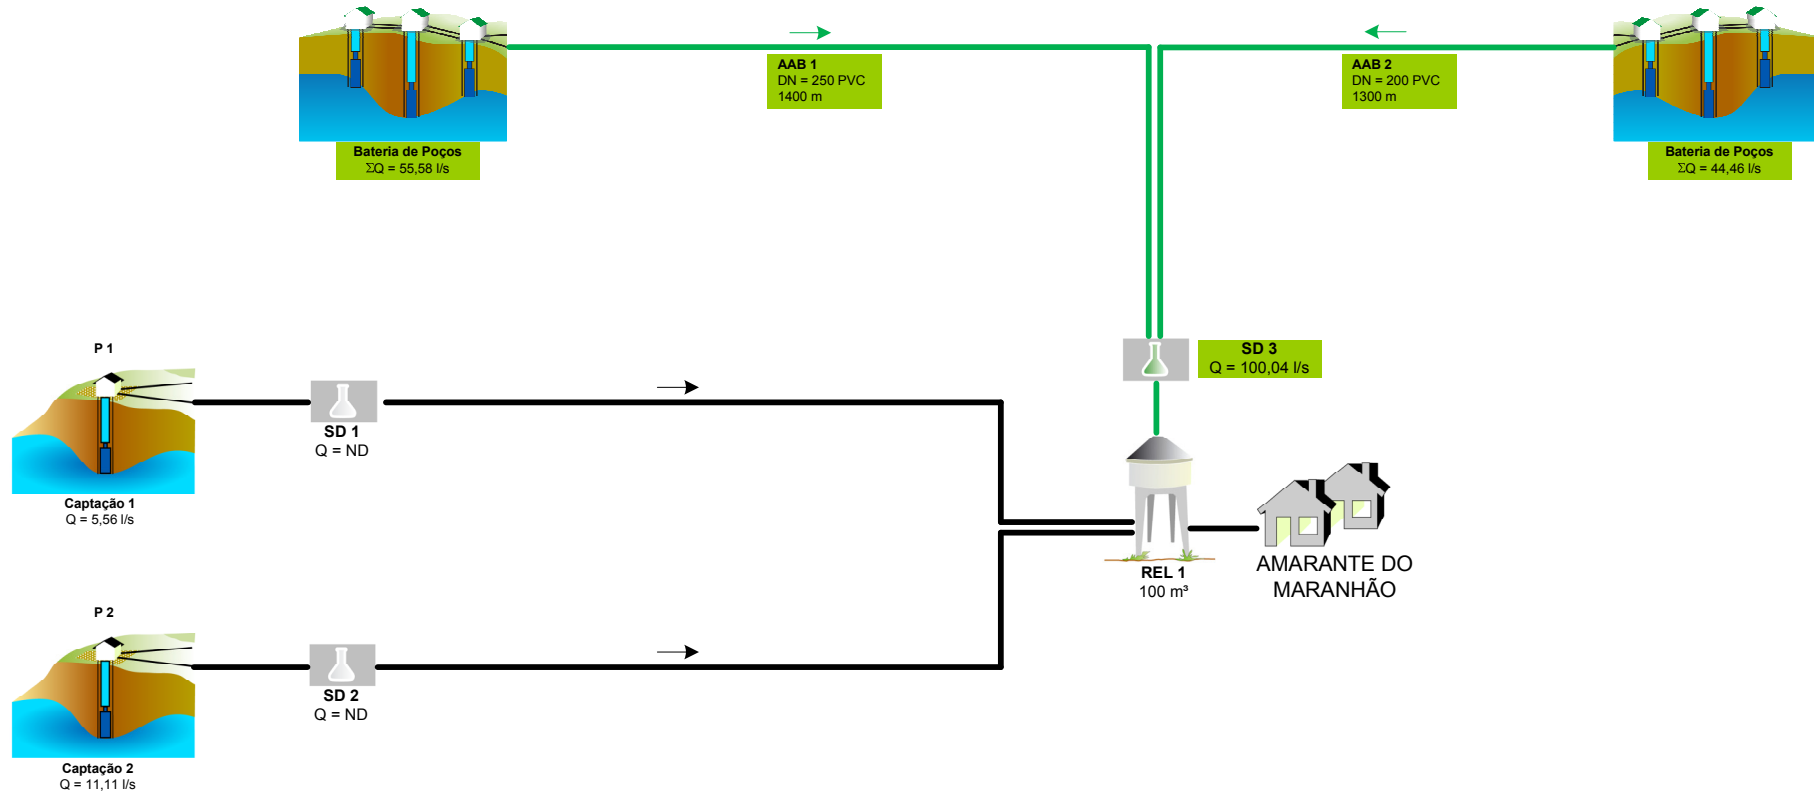 AAB 1
DN = 250 PVC
1400 m
AAB 2
DN = 200 PVC
1300 m
Bateria de Poços
ΣQ = 55,58 l/s
Bateria de Poços
ΣQ = 44,46 l/s
SD 3
Q = 100,04 l/s
P 1
SD 1
Q = ND
Captação 1
Q = 5,56 l/s
REL 1
100 m³
AMARANTE DO
MARANHÃO
P 2
SD 2
Q = ND
Captação 2
Q = 11,11 l/s